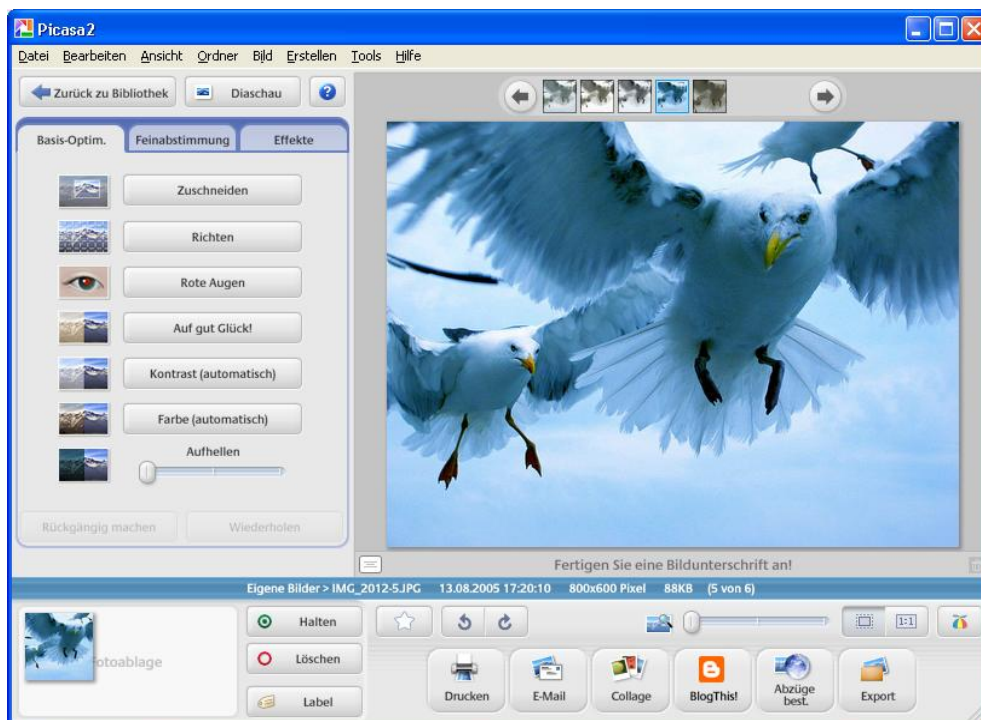 Picasa2
Datei Bearbeiten Ansicht Ordner Bild Erstellen Tools Hilfe
Zurück zu Bibliothek Diaschau ?
Basis-Optim. Feinabstimmung Effekte
Zuschneiden
Richten
Rote Augen
Auf gut Glück!
Kontrast (automatisch)
Farbe (automatisch)
Aufhellen
Rückgängig machen Wiederholen
Fertigen Sie eine Bildunterschrift an!
Eigene Bilder > IMG_2012-5.JPG 13.08.2005 17:20:10 800x600 Pixel 88KB (5 von 6)
Halten
1:1
otoablage
Löschen
Label
Drucken E-Mail Collage BlogThis! Abzüge best. Export